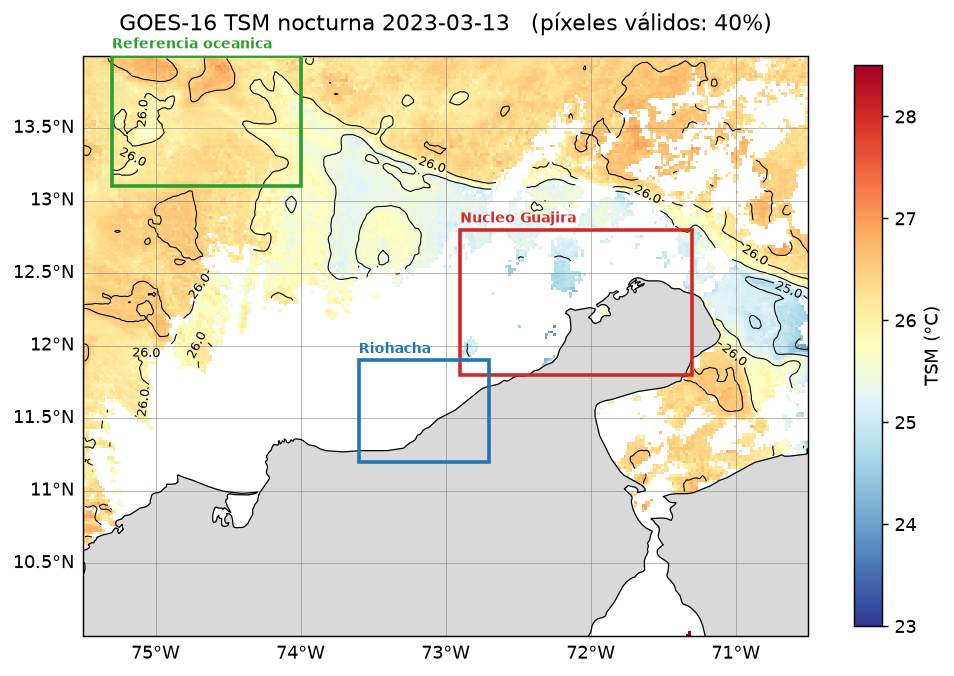 GOES-16 TSM nocturna 2023-03-13 (píxeles válidos: 40%)
Referencia oceanica
Nucleo Guajira
Riohacha
26.0
26.0
26.0
26.0
26.0
26.0
25.0
26.0
26.0
26.0
26.0
13.5°N
13°N
12.5°N
12°N
11.5°N
11°N
10.5°N
75°W
74°W
73°W
72°W
71°W
28
27
26
25
24
23
TSM (°C)